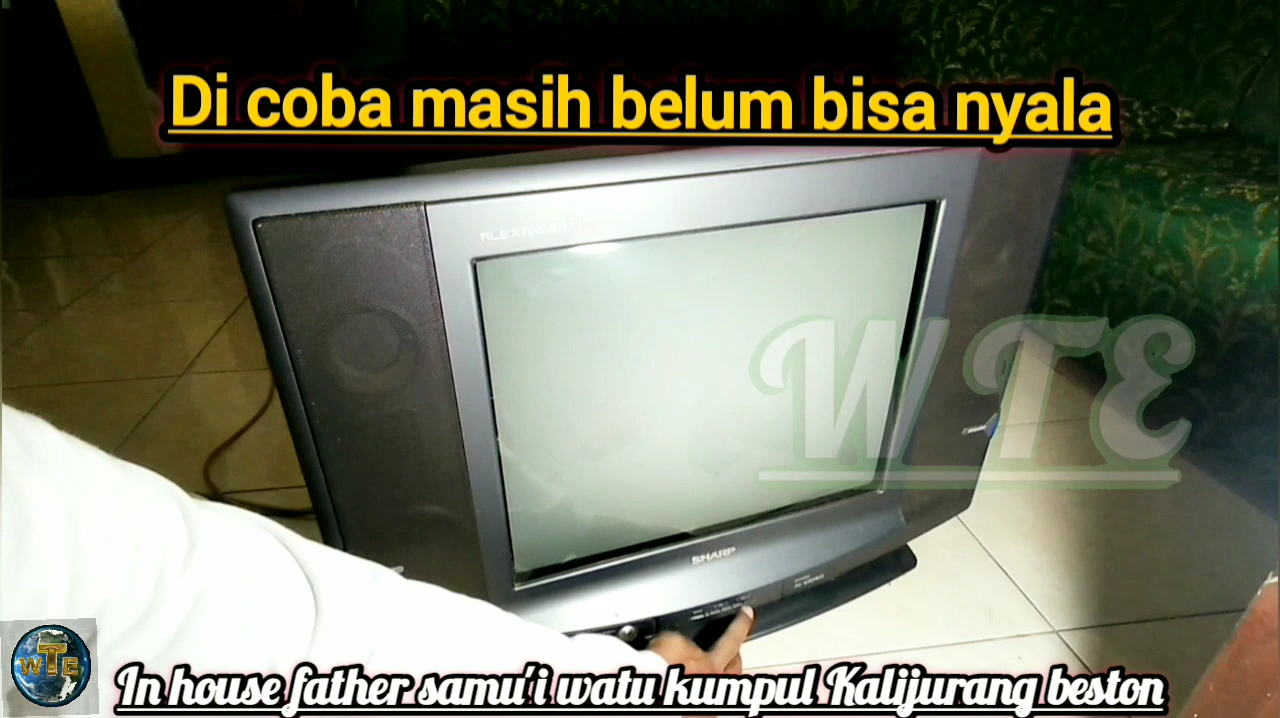 Di coba masih belum bisa nyala
ALEXANDER
WTE
SHARP
WTE
In house father samu'i watu kumpul Kalijurang beston